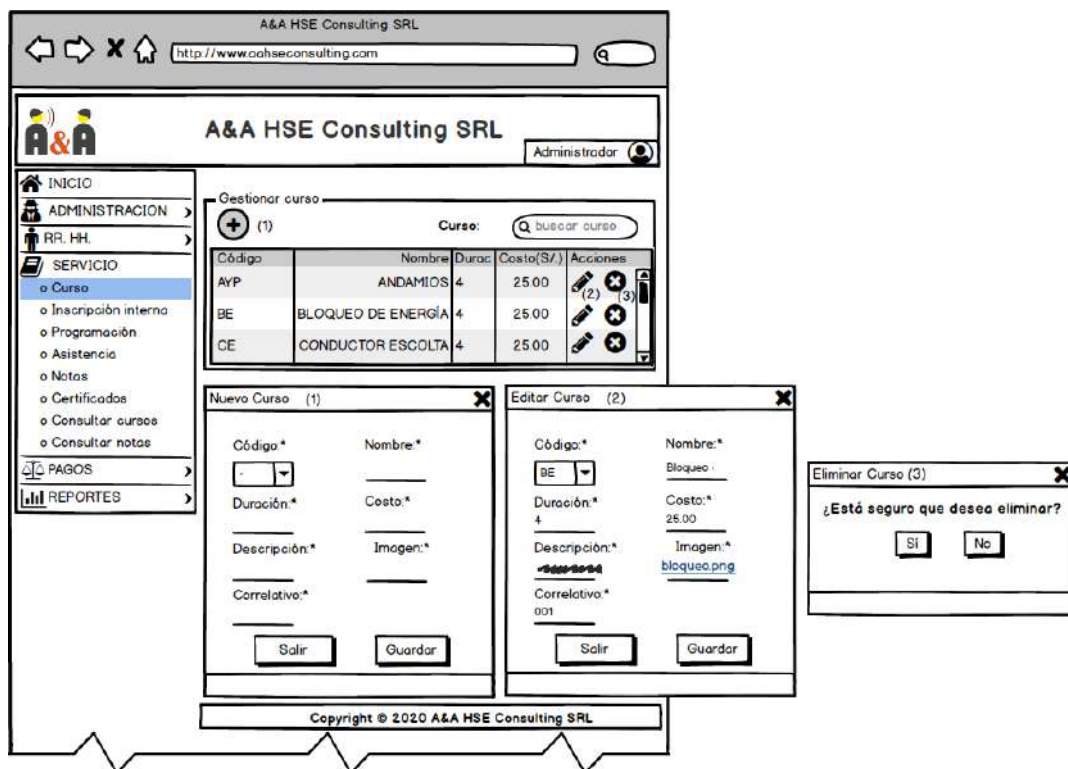 A&A HSE Consulting SRL
http://www.aahseconsulting.com
A&A
A&A HSE Consulting SRL
Administrador
INICIO
ADMINISTRACION
RR. HH.
SERVICIO
o Curso
o Inscripción interna
o Programación
o Asistencia
o Notas
o Certificados
o Consultar cursos
o Consultar notas
PAGOS
REPORTES
Gestionar curso
+ (1) Curso: buscar curso
Código Nombre Durac Costo(S/.) Acciones
AYP ANDAMIOS 4 25.00 (2) (3)
BE BLOQUEO DE ENERGÍA 4 25.00
CE CONDUCTOR ESCOLTA 4 25.00
Nuevo Curso (1)
Código:* Nombre:*
-
Duración:* Costo:*
Descripción:* Imagen:*
Correlativo:*
Salir Guardar
Editar Curso (2)
Código:* Nombre:*
BE Bloqueo
Duración:* Costo:*
4 25.00
Descripción:* Imagen:*
bloqueo.png
Correlativo:*
001
Salir Guardar
Eliminar Curso (3)
¿Está seguro que desea eliminar?
Si No
Copyright © 2020 A&A HSE Consulting SRL